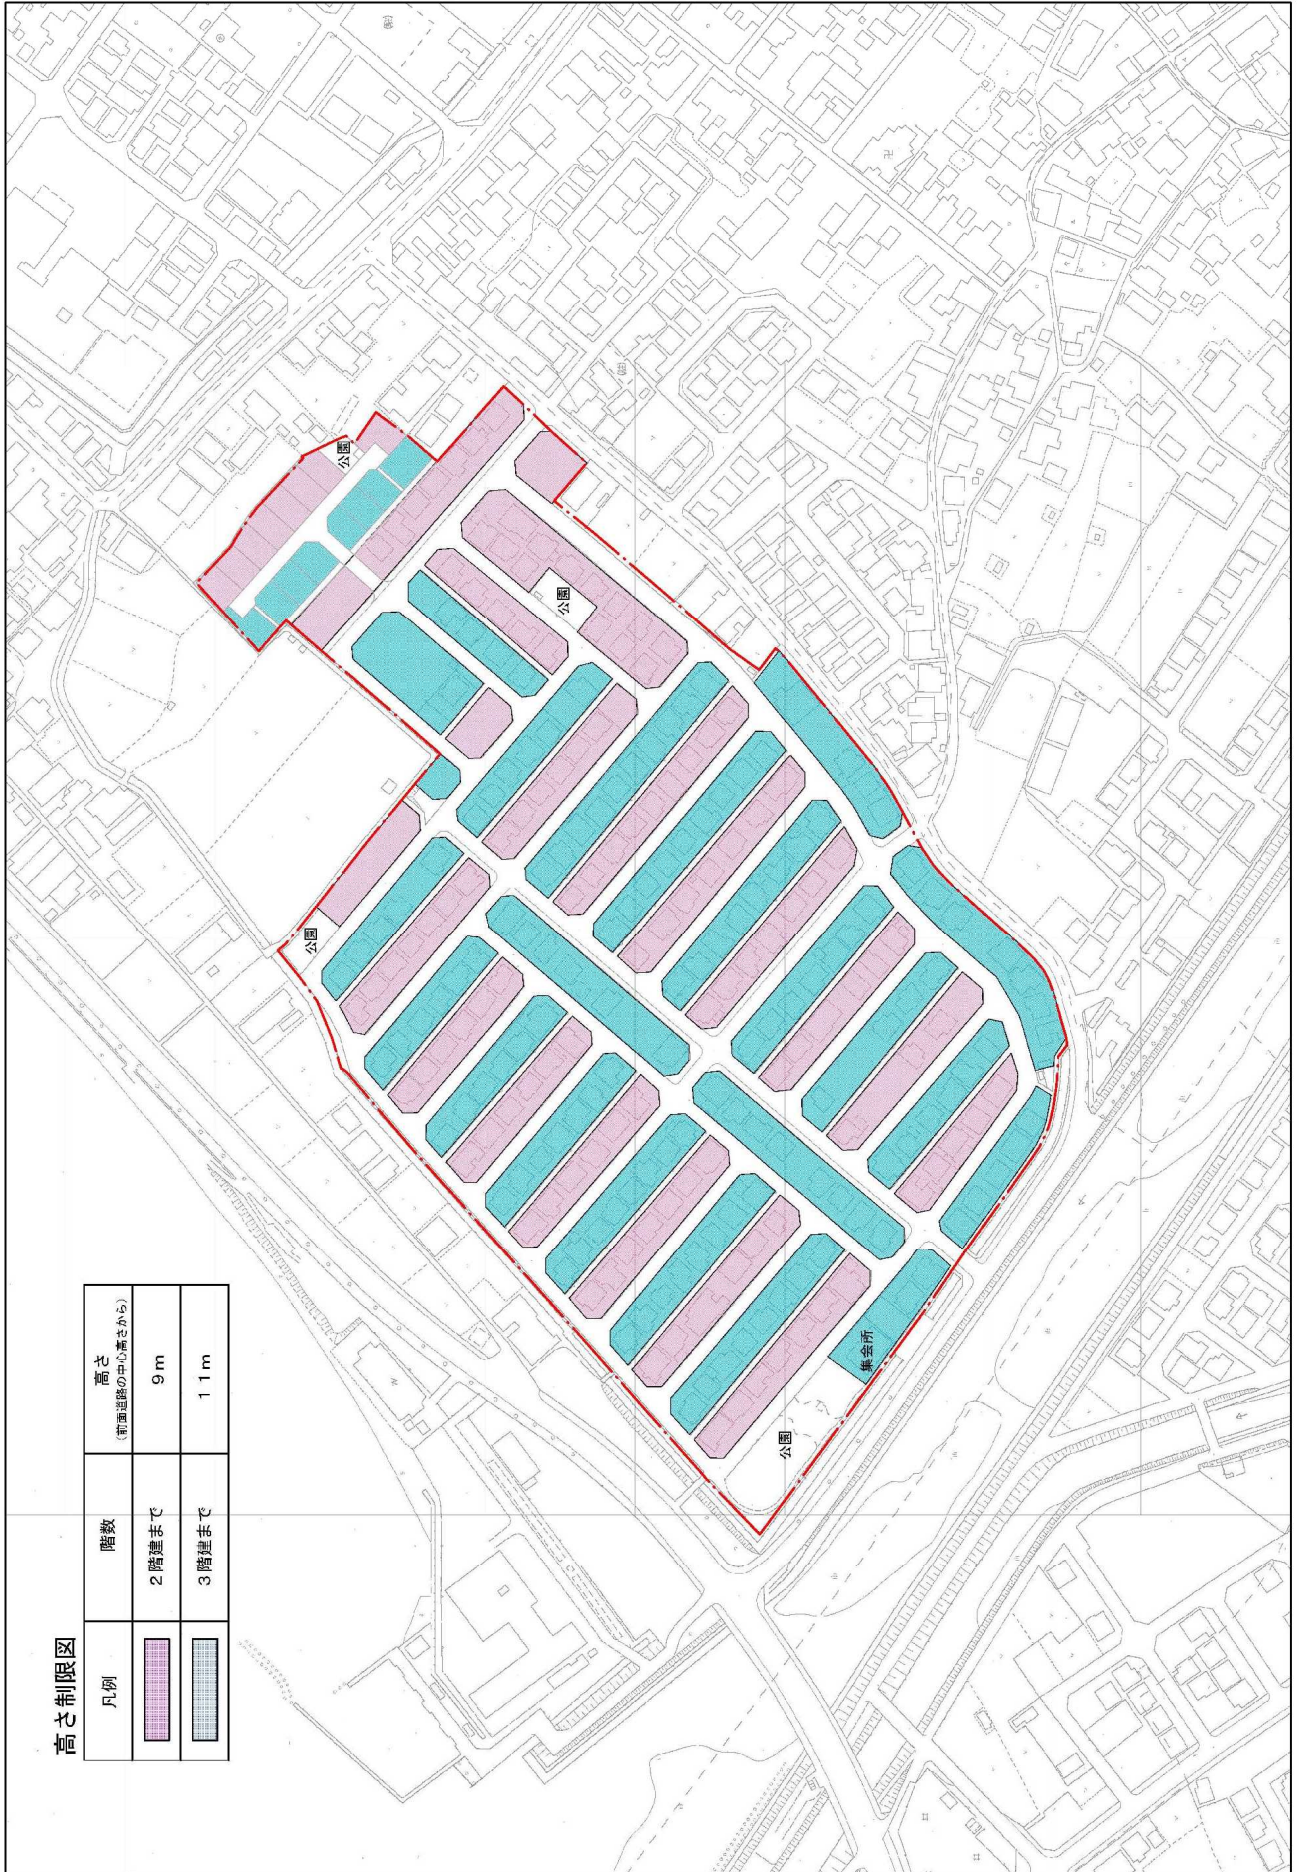 高さ制限図
凡例
階数
高さ
(前面道路の中心高さから)
2階建まで
9m
3階建まで
11m
公園
公園
公園
公園
集会所